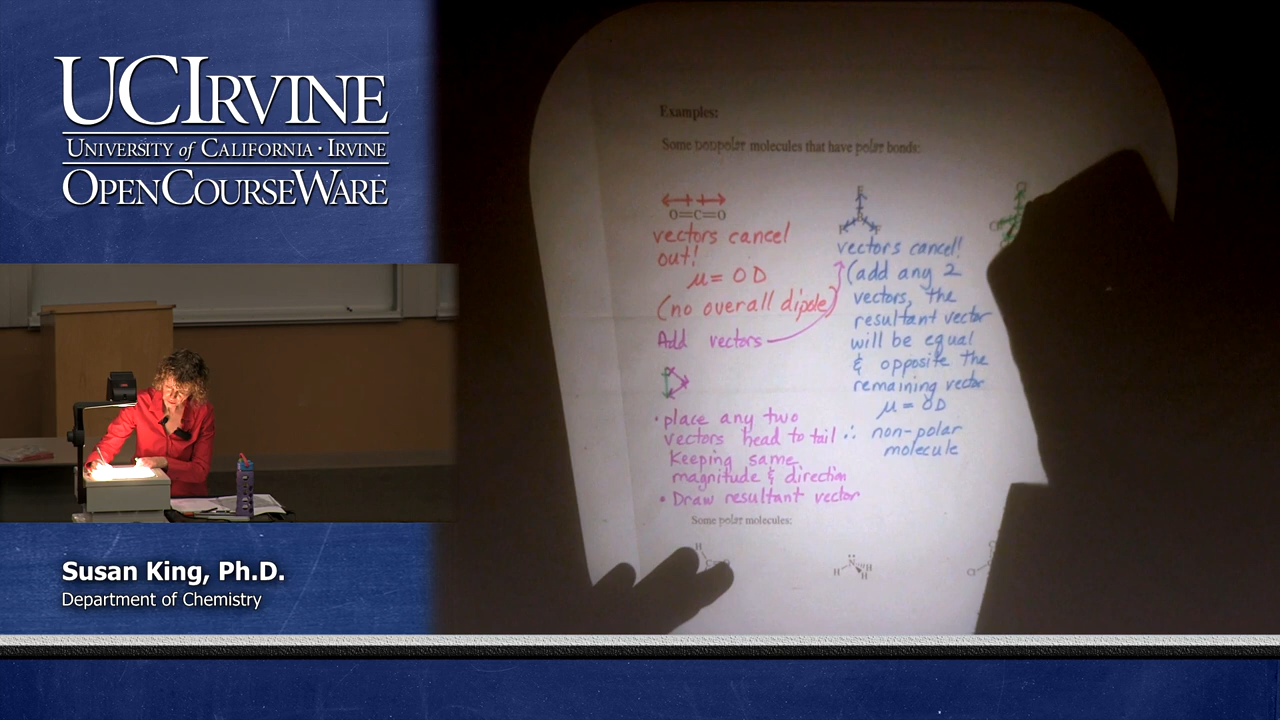 UCIRVINE
UNIVERSITY of CALIFORNIA · IRVINE
OPENCOURSEWARE
Susan King, Ph.D.
Department of Chemistry
Examples:
Some nonpolar molecules that have polar bonds:
O=C=O
vectors cancel
out!
μ = 0 D
(no overall dipole)
Add vectors
• place any two
vectors head to tail
Keeping same
magnitude & direction
• Draw resultant vector
F
F
vectors cancel!
(add any 2
vectors, the
resultant vector
will be equal
& opposite the
remaining vector
μ = 0D
∴ non-polar
molecule
Some polar molecules:
H
H
N
H
H
Cl